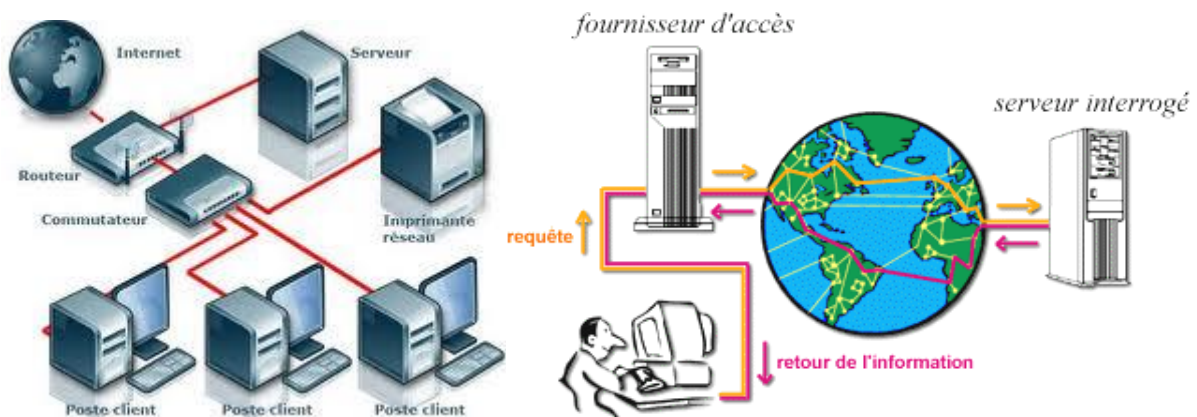 Internet
Serveur
Routeur
Commutateur
Imprimante
réseau
Poste client
Poste client
Poste client
fournisseur d'accès
serveur interrogé
requête
retour de l'information